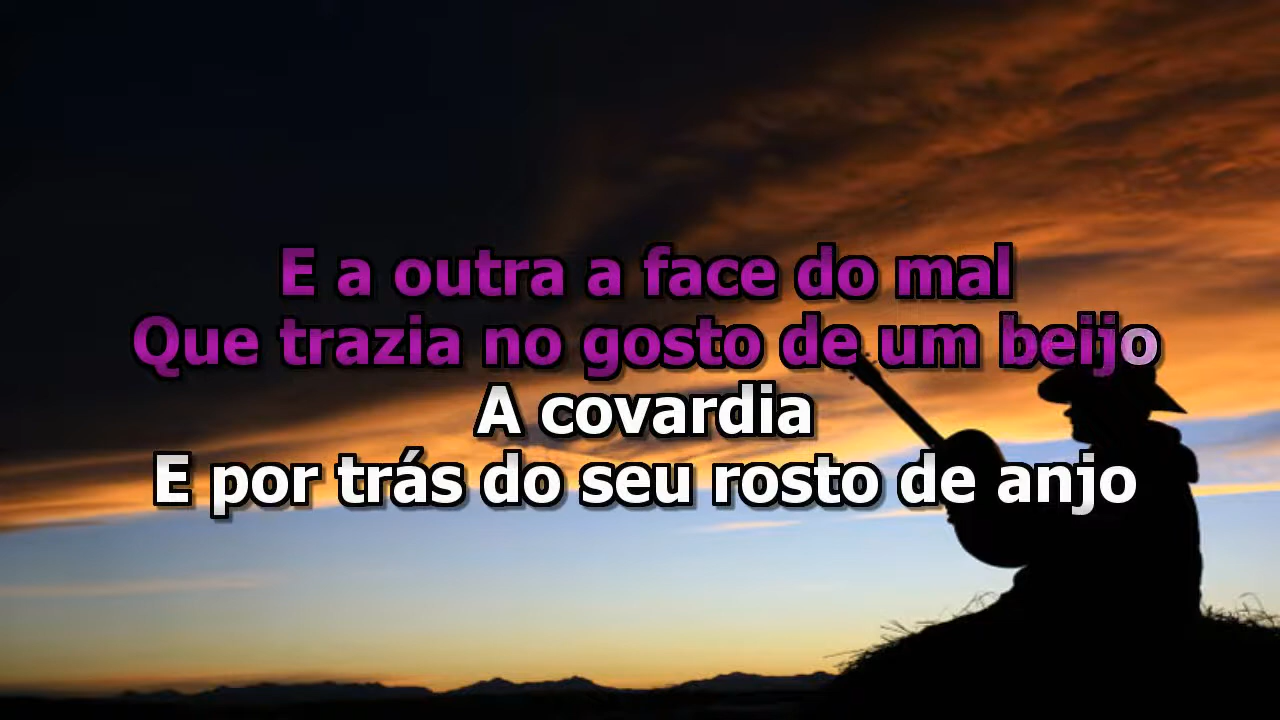 E a outra a face do mal
Que trazia no gosto de um beijo
A covardia
E por trás do seu rosto de anjo